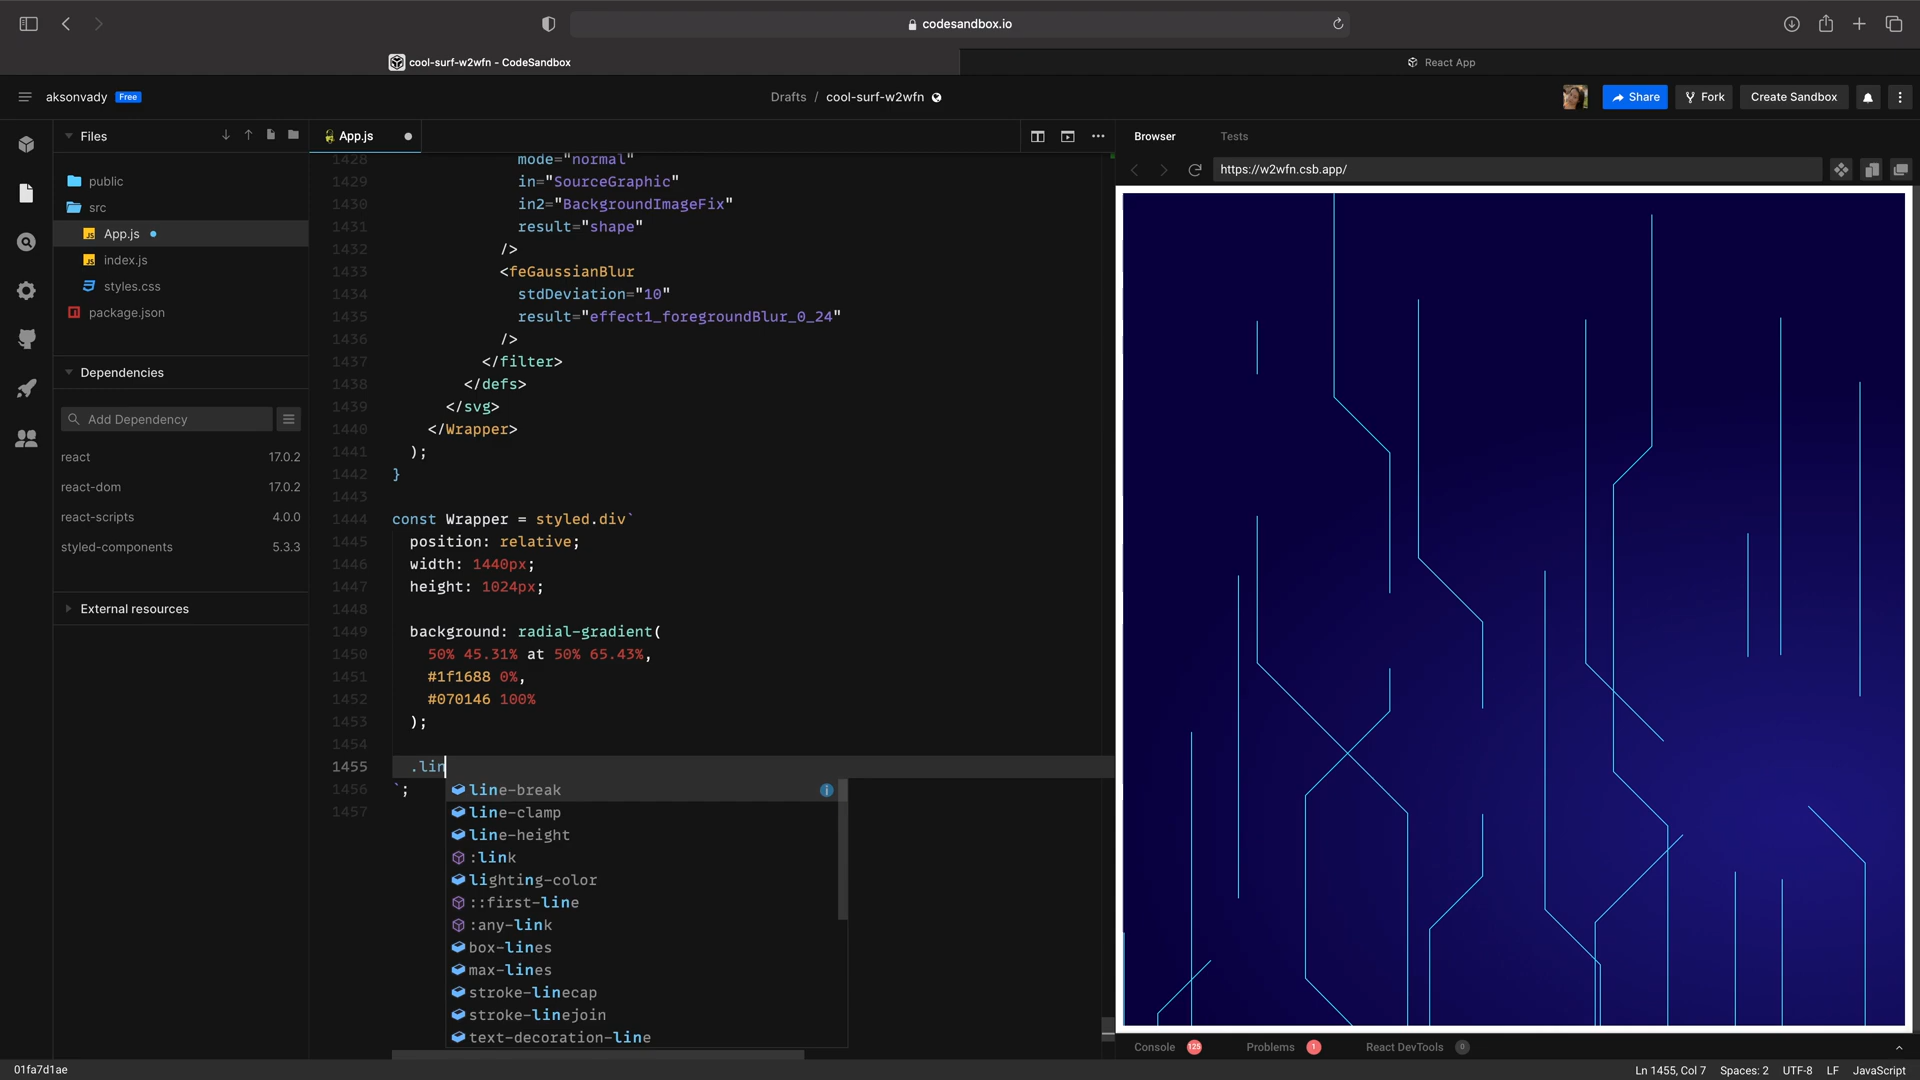 codesandbox.io
cool-surf-w2wfn - CodeSandbox
React App
aksonvady Free
Drafts / cool-surf-w2wfn
Share
Fork
Create Sandbox
Files
public
src
App.js
index.js
styles.css
package.json
Dependencies
Add Dependency
react 17.0.2
react-dom 17.0.2
react-scripts 4.0.0
styled-components 5.3.3
External resources
App.js
1428 mode="normal"
1429 in="SourceGraphic"
1430 in2="BackgroundImageFix"
1431 result="shape"
1432 />
1433 <feGaussianBlur
1434 stdDeviation="10"
1435 result="effect1_foregroundBlur_0_24"
1436 />
1437 </filter>
1438 </defs>
1439 </svg>
1440 </Wrapper>
1441 );
1442 }
1443
1444 const Wrapper = styled.div`
1445 position: relative;
1446 width: 1440px;
1447 height: 1024px;
1448
1449 background: radial-gradient(
1450 50% 45.31% at 50% 65.43%,
1451 #1f1688 0%,
1452 #070146 100%
1453 );
1454
1455 .lin
1456 `;
1457
line-break
line-clamp
line-height
:link
lighting-color
::first-line
:any-link
box-lines
max-lines
stroke-linecap
stroke-linejoin
text-decoration-line
Browser
Tests
https://w2wfn.csb.app/
Console 125
Problems 1
React DevTools 0
01fa7d1ae
Ln 1455, Col 7 Spaces: 2 UTF-8 LF JavaScript